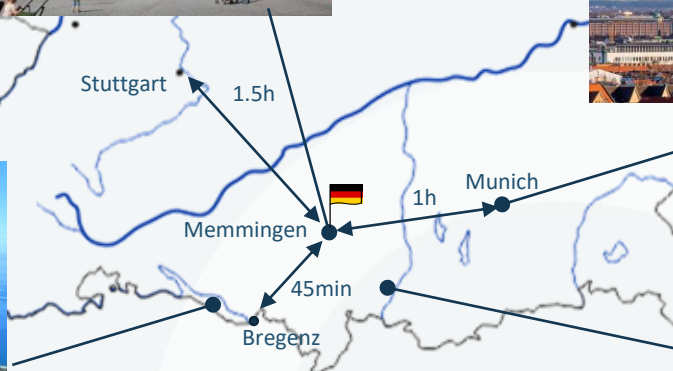 Stuttgart
1.5h
Munich
1h
Memmingen
45min
Bregenz